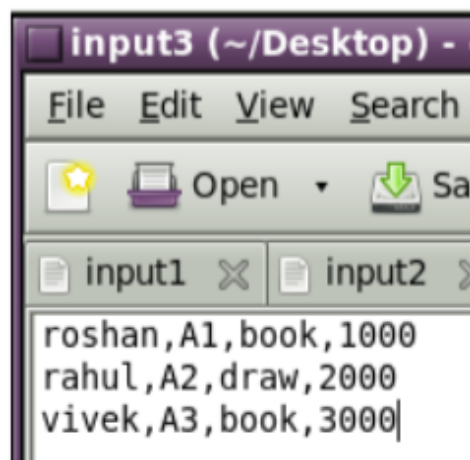 input3 (~/Desktop) -
File Edit View Search
Open Sa
input1 input2
roshan,A1,book,1000
rahul,A2,draw,2000
vivek,A3,book,3000